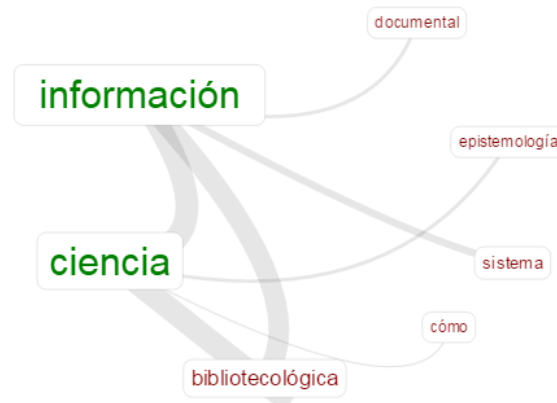 documental
información
epistemología
ciencia
sistema
cómo
bibliotecológica